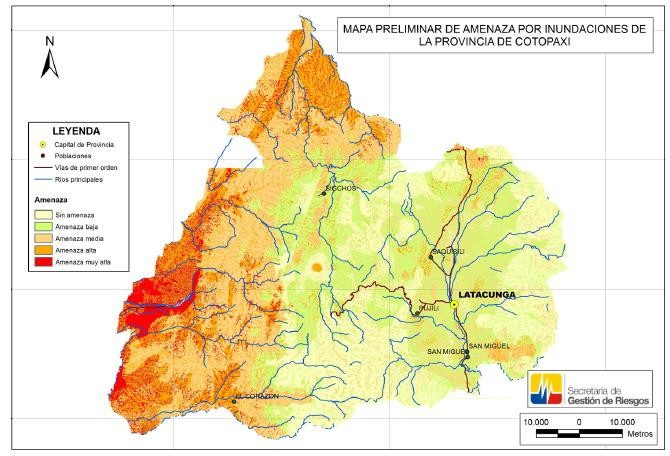 MAPA PRELIMINAR DE AMENAZA POR INUNDACIONES DE
LA PROVINCIA DE COTOPAXI
N
LEYENDA
Capital de Provincia
Poblaciones
Vías de primer orden
Ríos principales
Amenaza
Sin amenaza
Amenaza baja
Amenaza media
Amenaza alta
Amenaza muy alta
SIGCHOS
SAQUISILI
LATACUNGA
PUJILI
SAN MIGUEL
SAN MIGUEL
EL CORAZON
Secretaría de
Gestión de Riesgos
10.000 0 10.000
Metros